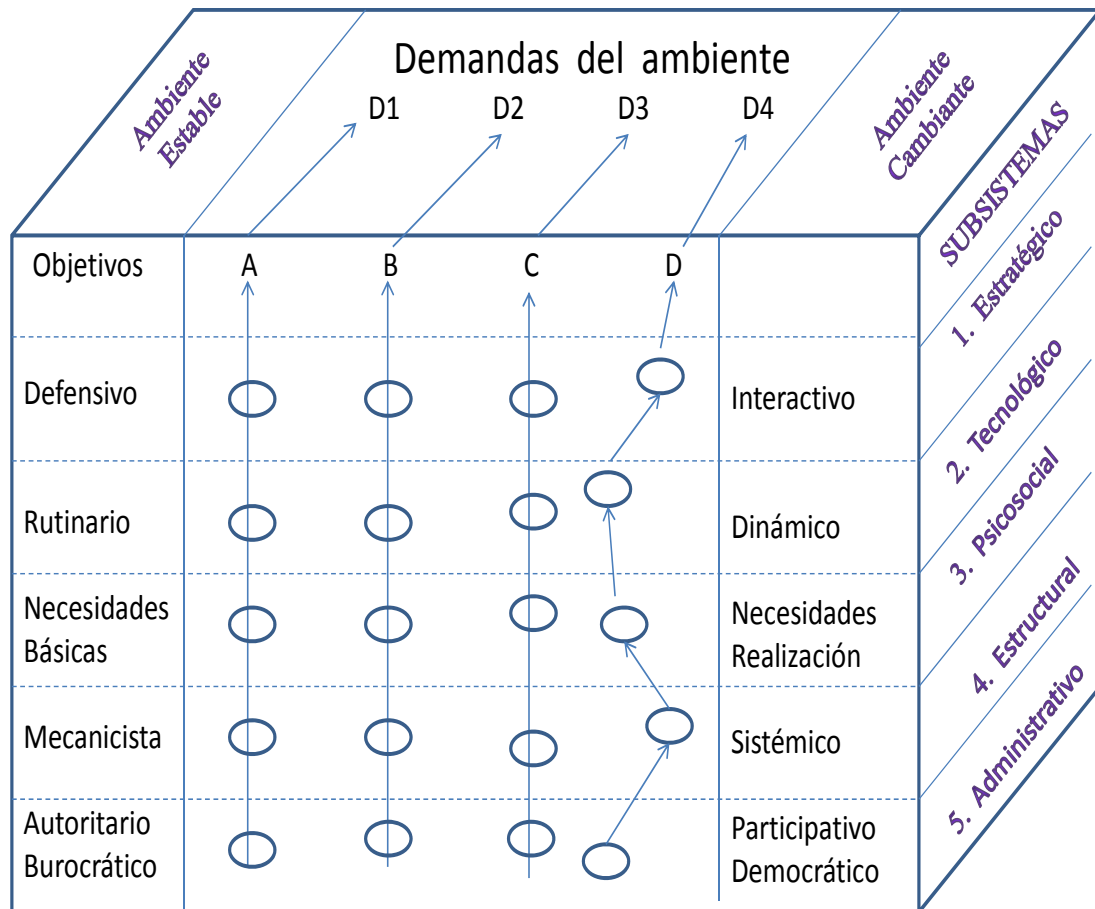 Demandas del ambiente
Ambiente
Estable
D1
D2
D3
D4
Ambiente
Cambiante
SUBSISTEMAS
Objetivos
A
B
C
D
1. Estratégico
Defensivo
Interactivo
2. Tecnológico
Rutinario
Dinámico
3. Psicosocial
Necesidades
Básicas
Necesidades
Realización
4. Estructural
Mecanicista
Sistémico
5. Administrativo
Autoritario
Burocrático
Participativo
Democrático